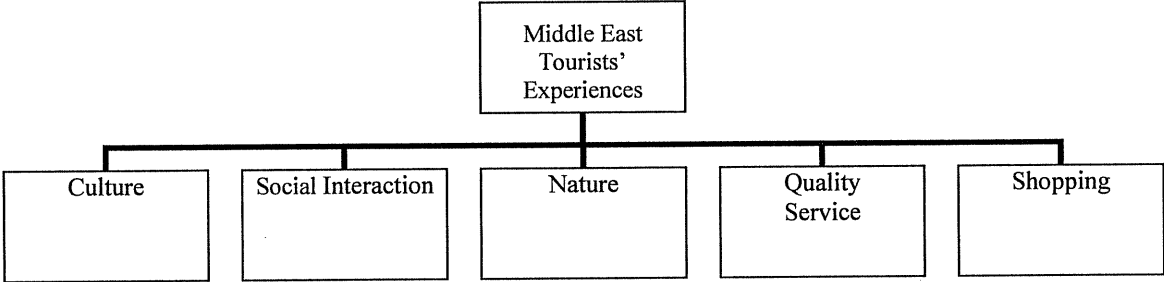 Middle East
Tourists'
Experiences
Culture
Social Interaction
Nature
Quality
Service
Shopping